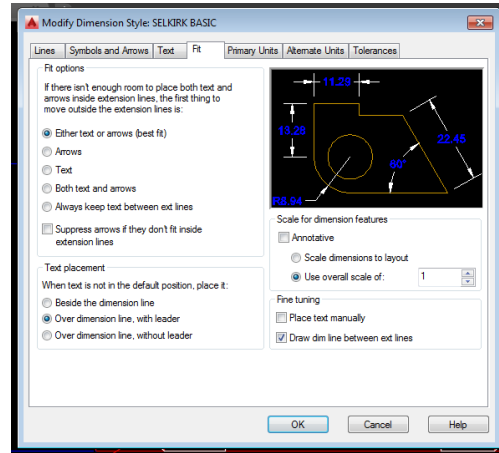 Modify Dimension Style: SELKIRK BASIC
Lines
Symbols and Arrows
Text
Fit
Primary Units
Alternate Units
Tolerances
Fit options
If there isn't enough room to place both text and
arrows inside extension lines, the first thing to
move outside the extension lines is:
Either text or arrows (best fit)
Arrows
Text
Both text and arrows
Always keep text between ext lines
Suppress arrows if they don't fit inside
extension lines
Text placement
When text is not in the default position, place it:
Beside the dimension line
Over dimension line, with leader
Over dimension line, without leader
11.20
13.20
22.45
60°
R8.94
Scale for dimension features
Annotative
Scale dimensions to layout
Use overall scale of:
1
Fine tuning
Place text manually
Draw dim line between ext lines
OK
Cancel
Help